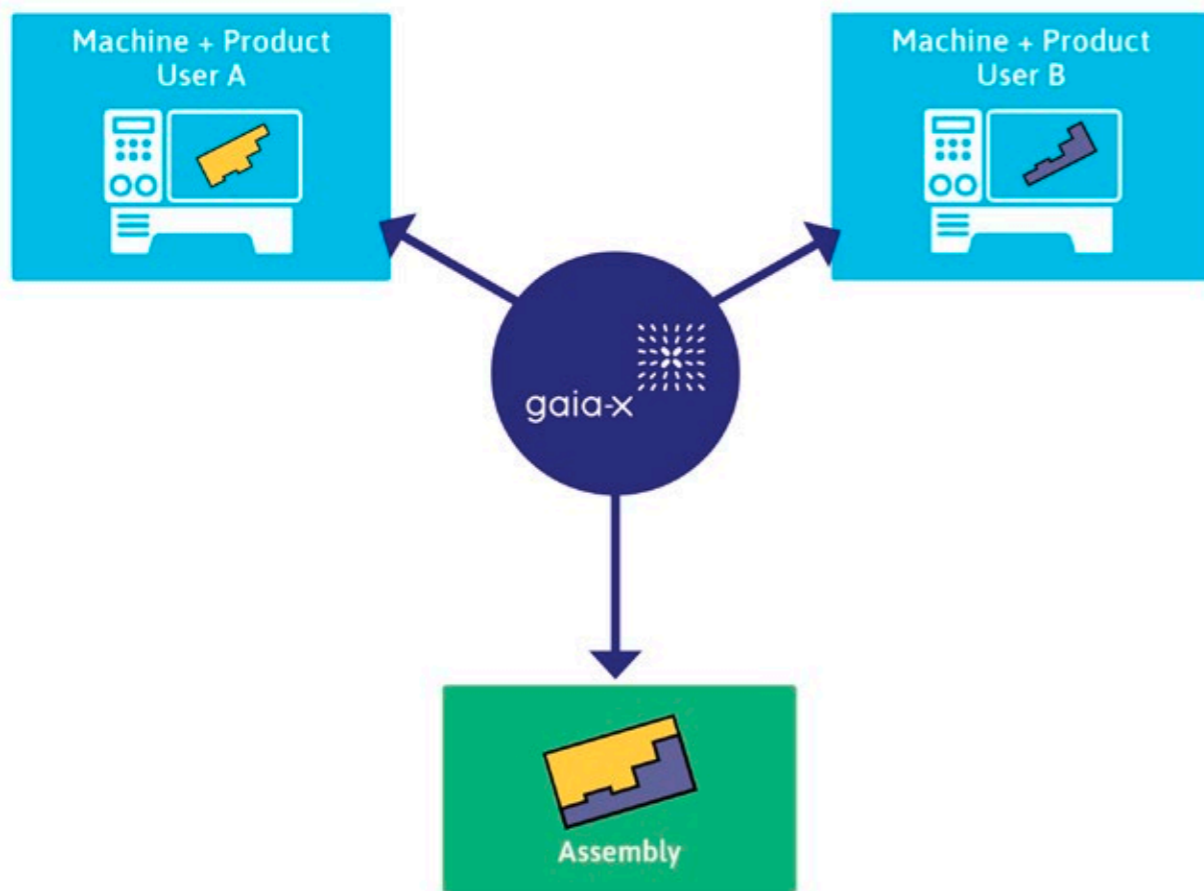 Machine + Product
User A
Machine + Product
User B
gaia-x
Assembly